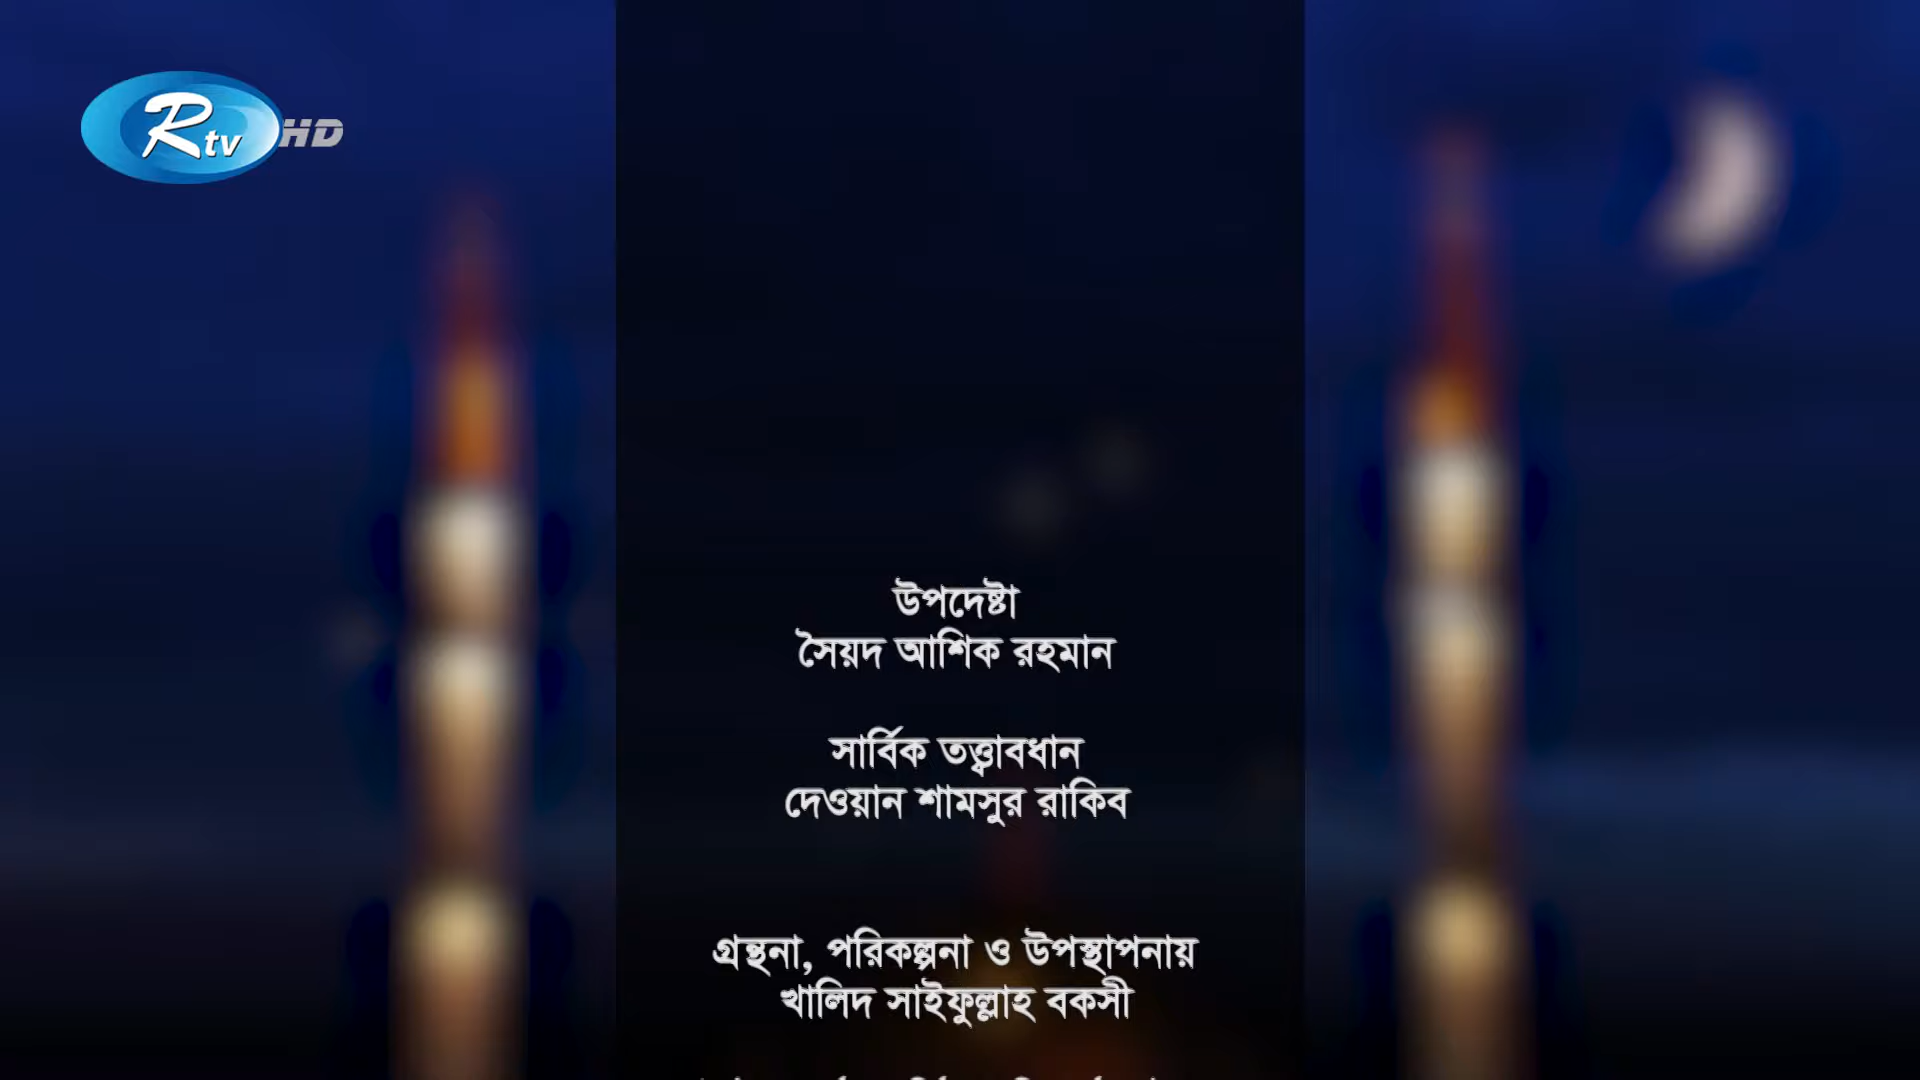 Rtv HD
উপদেষ্টা
সৈয়দ আশিক রহমান
সার্বিক তত্ত্বাবধান
দেওয়ান শামসুর রাকিব
গ্রন্থনা, পরিকল্পনা ও উপস্থাপনায়
খালিদ সাইফুল্লাহ বকসী